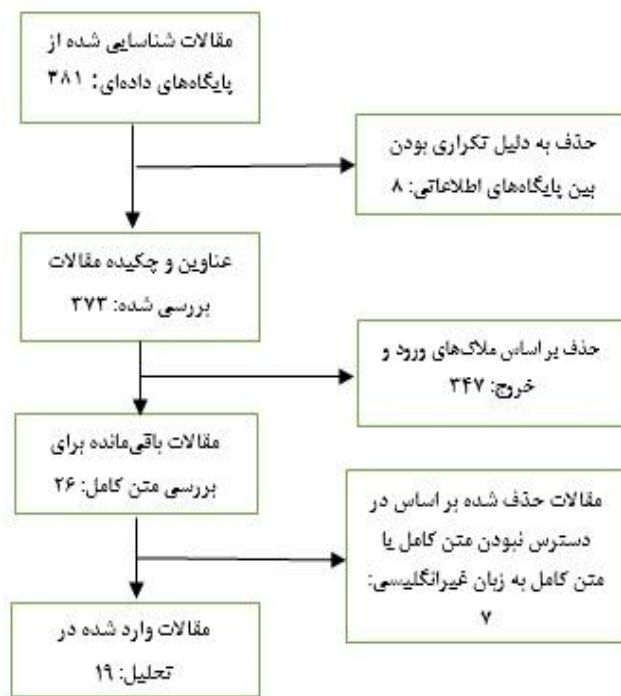 مقالات شناسایی شده از
پایگاه‌های داده‌ای: ۳۸۱
حذف به دلیل تکراری بودن
بین پایگاه‌های اطلاعاتی: ۸
عناوین و چکیده مقالات
بررسی شده: ۳۷۳
حذف بر اساس ملاک‌های ورود و
خروج: ۳۴۷
مقالات باقی‌مانده برای
بررسی متن کامل: ۲۶
مقالات حذف شده بر اساس در
دسترس نبودن متن کامل یا
متن کامل به زبان غیرانگلیسی:
۷
مقالات وارد شده در
تحلیل: ۱۹